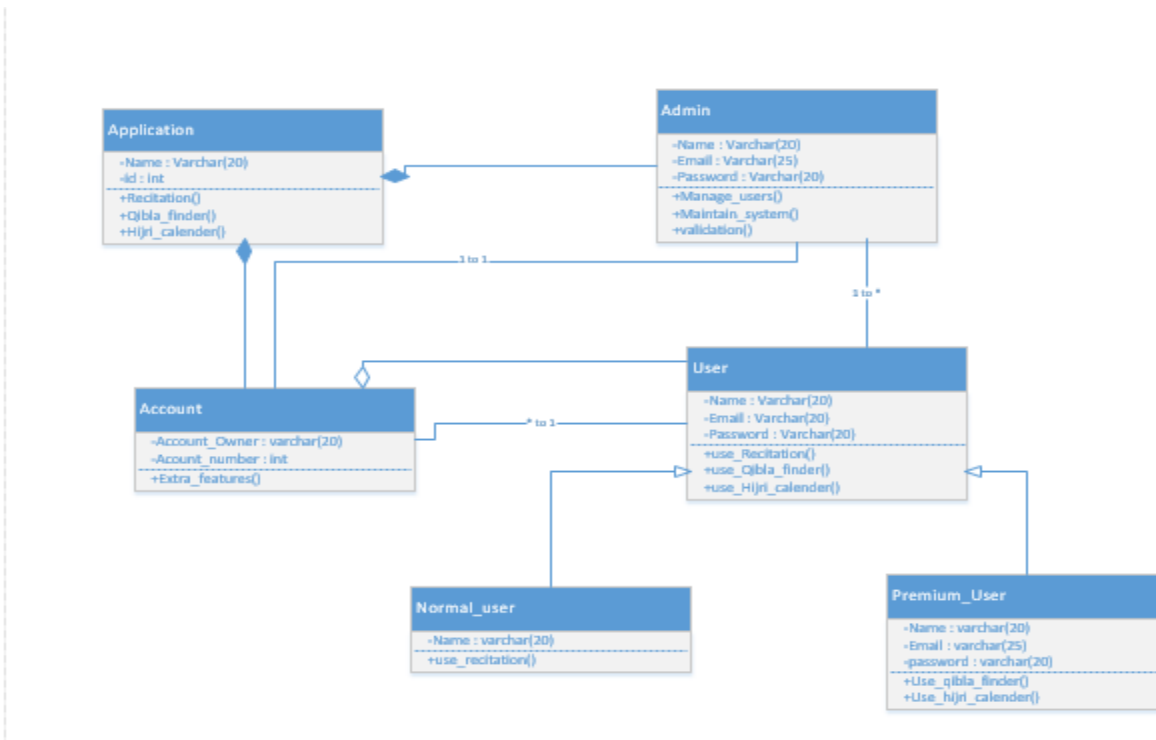 Application
-Name : Varchar(20)
-id : int
+Recitation()
+Qibla_finder()
+Hijri_calender()
Admin
-Name : Varchar(20)
-Email : Varchar(25)
-Password : Varchar(20)
+Manage_users()
+Maintain_system()
+validation()
1 to 1
1 to *
Account
-Account_Owner : varchar(20)
-Acount_number : int
+Extra_features()
* to 1
User
-Name : Varchar(20)
-Email : Varchar(20)
-Password : Varchar(20)
+use_Recitation()
+use_Qibla_finder()
+use_Hijri_calender()
Normal_user
-Name : varchar(20)
+use_recitation()
Premium_User
-Name : varchar(20)
-Email : varchar(25)
-password : varchar(20)
+Use_qibla_finder()
+Use_hijri_calender()